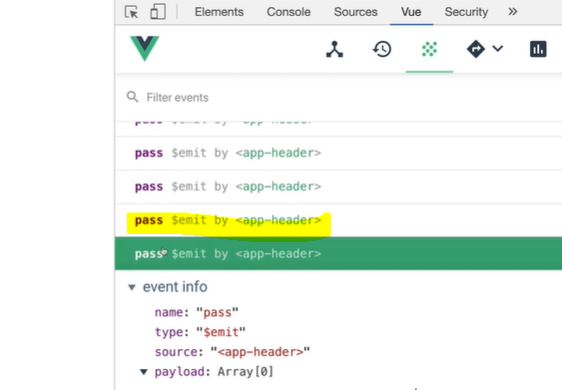 Elements Console Sources Vue Security »
Filter events
pass $emit by <app-header>
pass $emit by <app-header>
pass $emit by <app-header>
pass $emit by <app-header>
pass $emit by <app-header>
event info
name: "pass"
type: "$emit"
source: "<app-header>"
payload: Array[0]